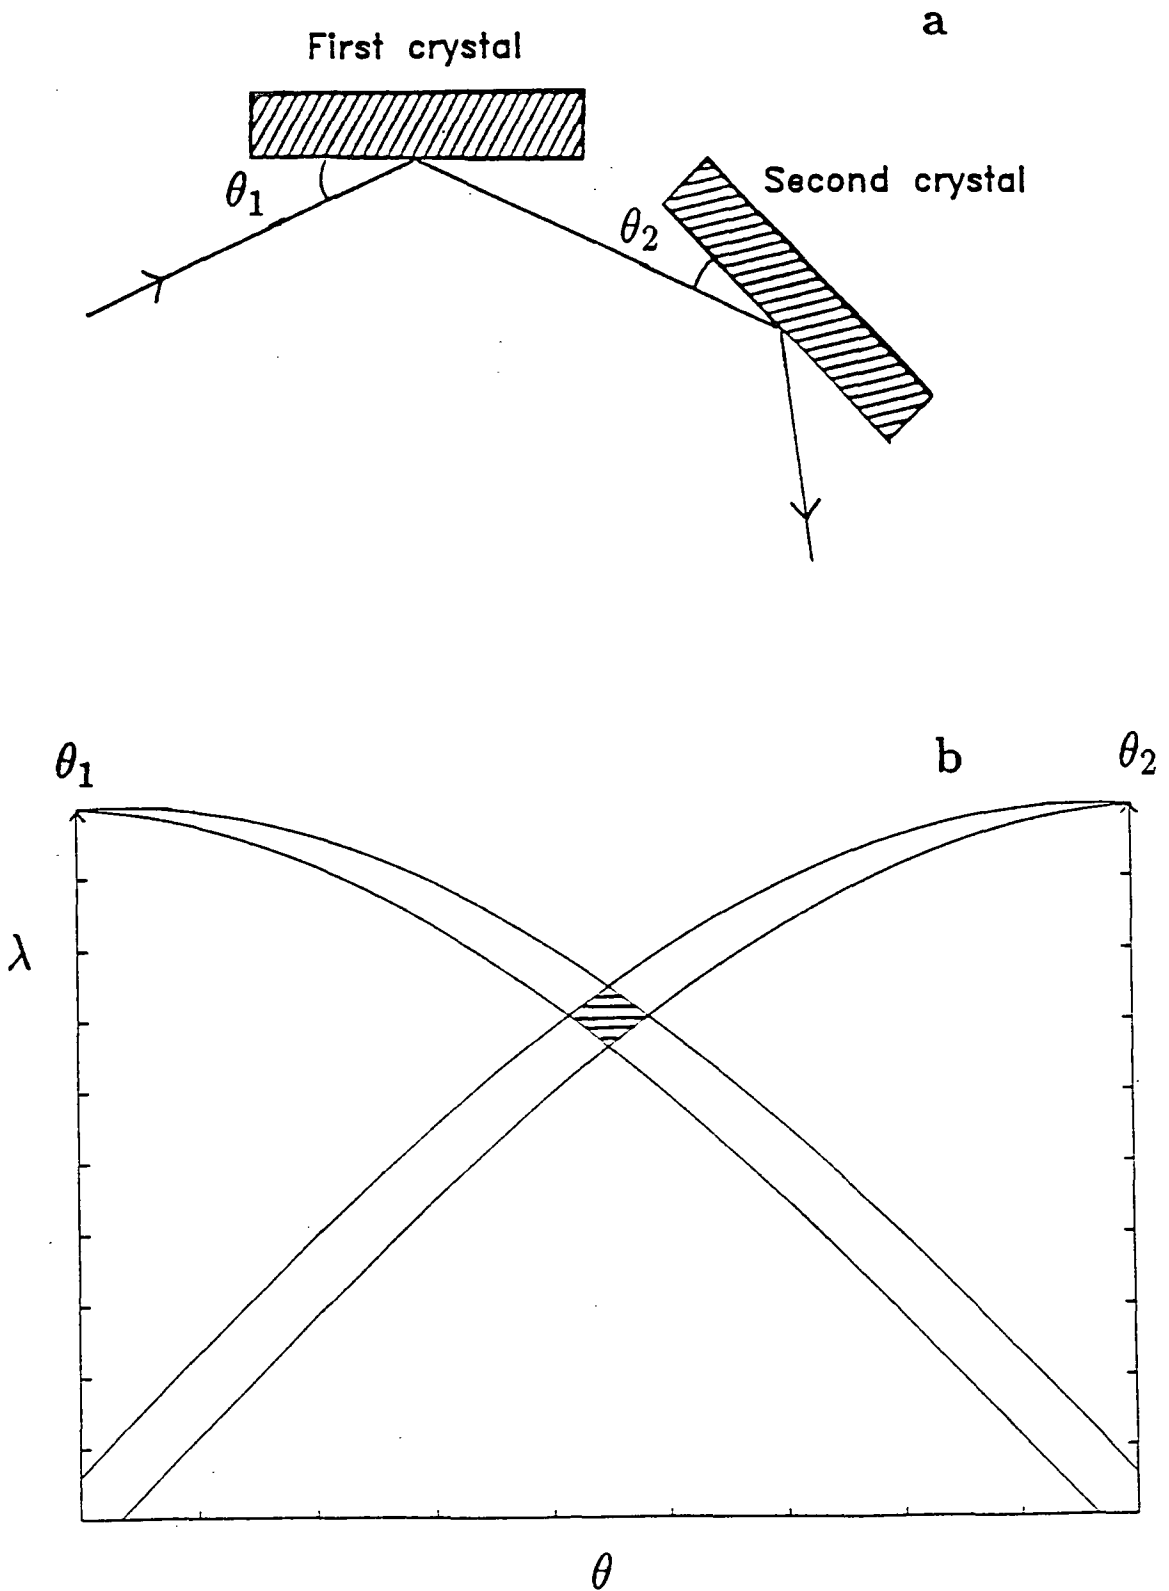 a
First crystal
Second crystal
θ₁
θ₂
b
θ₁
θ₂
λ
θ